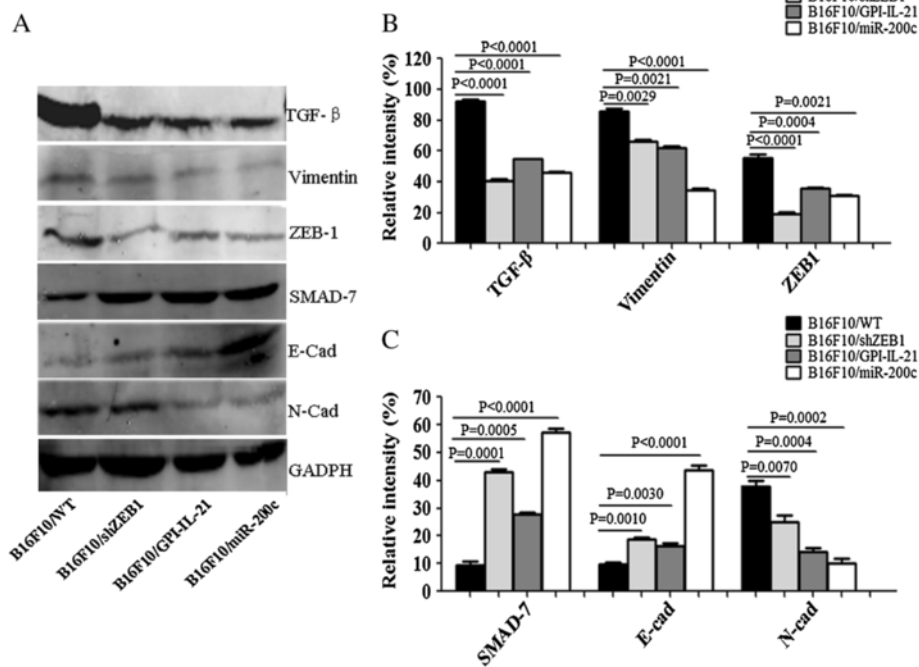 A
TGF- β
Vimentin
ZEB-1
SMAD-7
E-Cad
N-Cad
GADPH
B16F10/WT
B16F10/shZEB1
B16F10/GPI-IL-21
B16F10/miR-200c
B
B16F10/GPI-IL-21
B16F10/miR-200c
Relative intensity (%)
120
100
80
60
40
20
0
P<0.0001
P<0.0001
P<0.0001
P<0.0001
P=0.0021
P=0.0029
P=0.0021
P=0.0004
P<0.0001
TGF-β
Vimentin
ZEB1
C
B16F10/WT
B16F10/shZEB1
B16F10/GPI-IL-21
B16F10/miR-200c
Relative intensity (%)
70
60
50
40
30
20
10
0
P<0.0001
P=0.0005
P=0.0001
P<0.0001
P=0.0030
P=0.0010
P=0.0002
P=0.0004
P=0.0070
SMAD-7
E-cad
N-cad